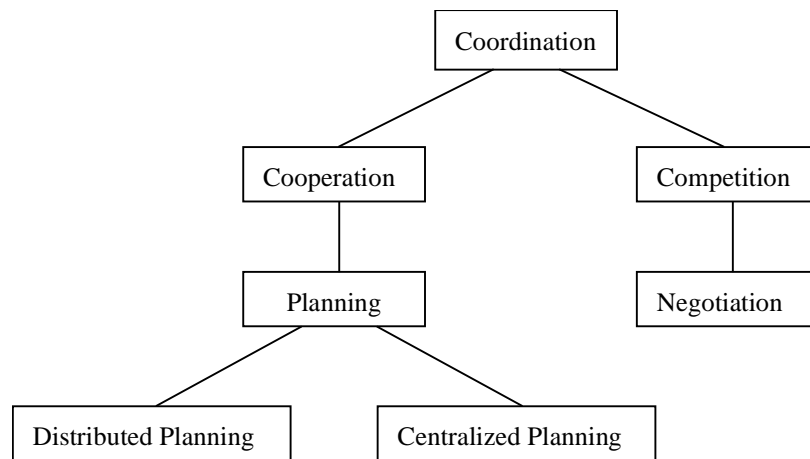 Coordination
Cooperation
Competition
Planning
Negotiation
Distributed Planning
Centralized Planning